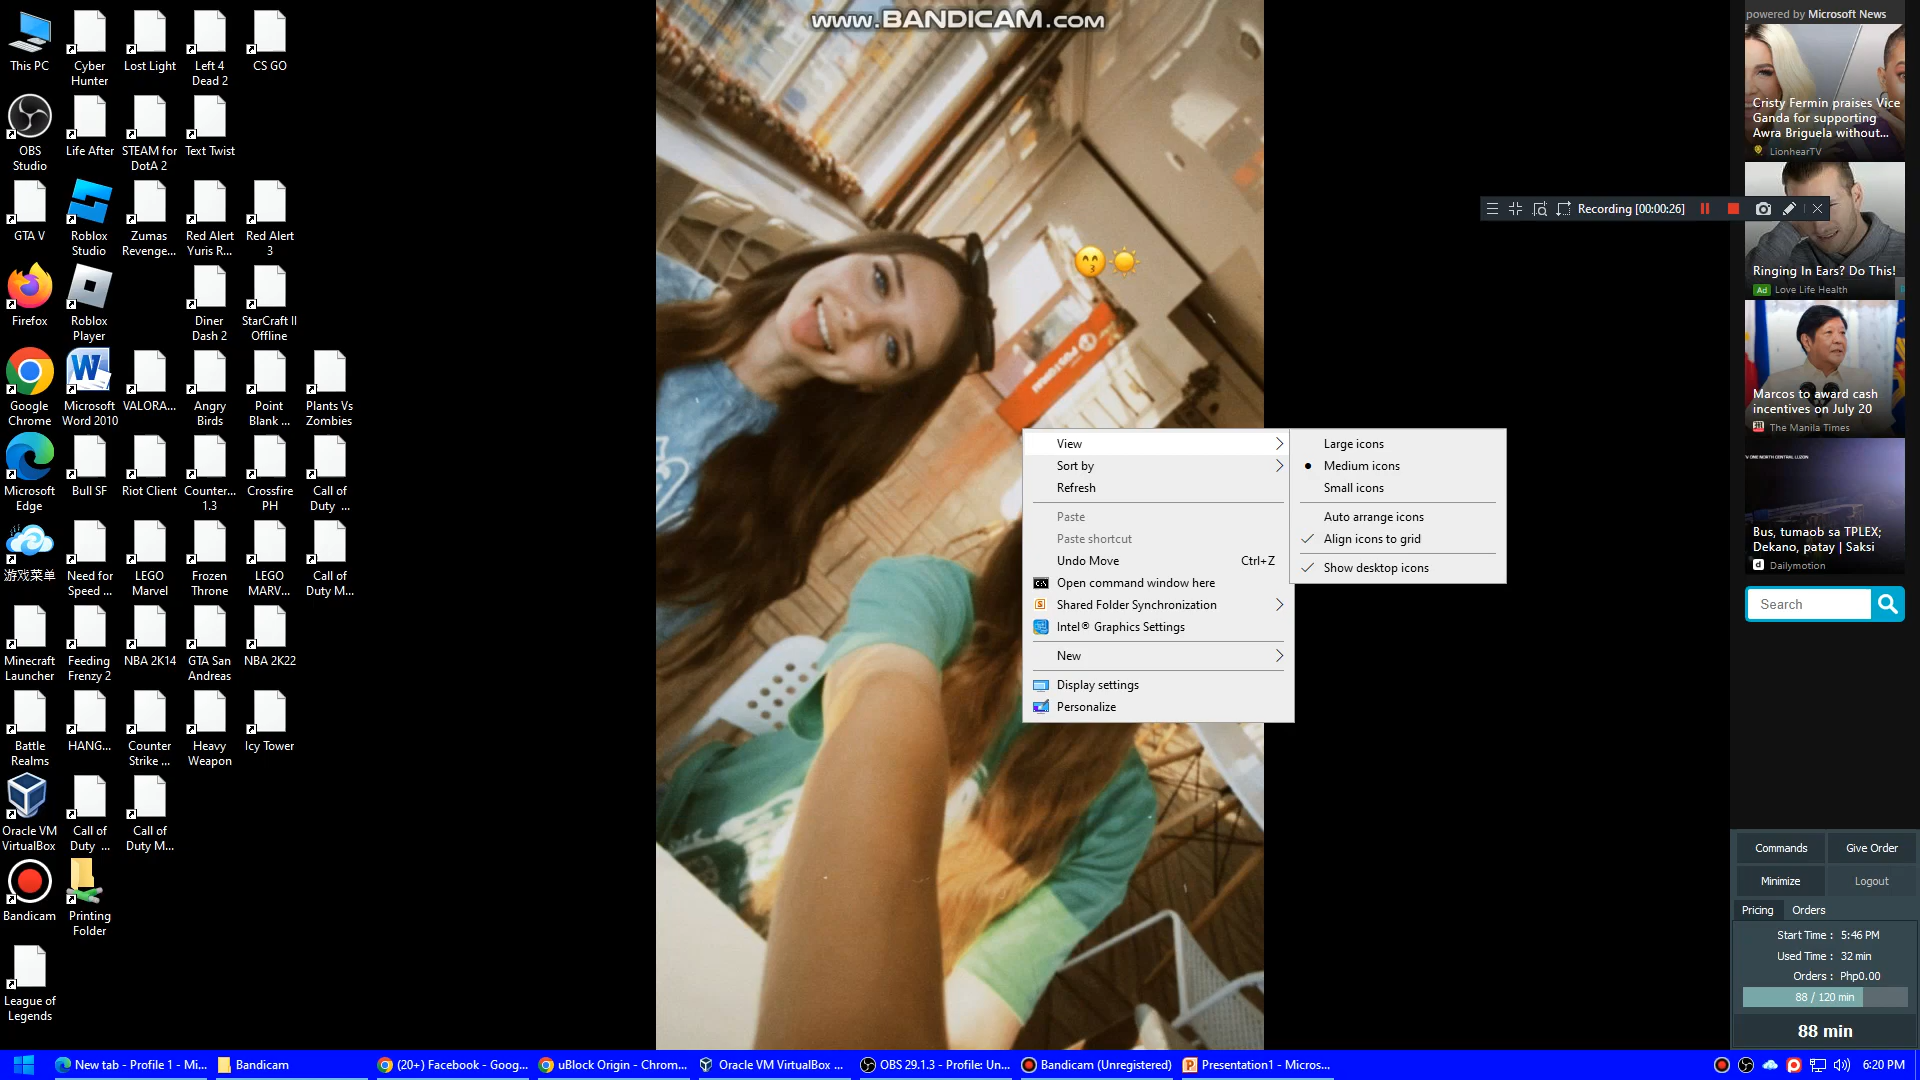 www.BANDICAM.com
This PC
Cyber
Hunter
Lost Light
Left 4
Dead 2
CS GO
OBS
Studio
Life After
STEAM for
DotA 2
Text Twist
GTA V
Roblox
Studio
Zumas
Revenge...
Red Alert
Yuris R...
Red Alert
3
Firefox
Roblox
Player
Diner
Dash 2
StarCraft II
Offline
Google
Chrome
Microsoft
Word 2010
VALORA...
Angry
Birds
Point
Blank ...
Plants Vs
Zombies
Microsoft
Edge
Bull SF
Riot Client
Counter...
1.3
Crossfire
PH
Call of
Duty ...
游戏菜单
Need for
Speed ...
LEGO
Marvel
Frozen
Throne
LEGO
MARV...
Call of
Duty M...
Minecraft
Launcher
Feeding
Frenzy 2
NBA 2K14
GTA San
Andreas
NBA 2K22
Battle
Realms
HANG...
Counter
Strike ...
Heavy
Weapon
Icy Tower
Oracle VM
VirtualBox
Call of
Duty ...
Call of
Duty M...
Bandicam
Printing
Folder
League of
Legends
View
Sort by
Refresh
Paste
Paste shortcut
Undo Move Ctrl+Z
Open command window here
Shared Folder Synchronization
Intel® Graphics Settings
New
Display settings
Personalize
Large icons
Medium icons
Small icons
Auto arrange icons
Align icons to grid
Show desktop icons
Recording [00:00:26]
powered by Microsoft News
Cristy Fermin praises Vice
Ganda for supporting
Awra Briguela without...
LionhearTV
Ringing In Ears? Do This!
Ad Love Life Health
Marcos to award cash
incentives on July 20
The Manila Times
Bus, tumaob sa TPLEX;
Dekano, patay | Saksi
Dailymotion
Search
Commands
Give Order
Minimize
Logout
Pricing
Orders
Start Time : 5:46 PM
Used Time : 32 min
Orders : Php0.00
88 / 120 min
88 min
New tab - Profile 1 - Mi...
Bandicam
(20+) Facebook - Goog...
uBlock Origin - Chrom...
Oracle VM VirtualBox ...
OBS 29.1.3 - Profile: Un...
Bandicam (Unregistered)
Presentation1 - Micros...
6:20 PM